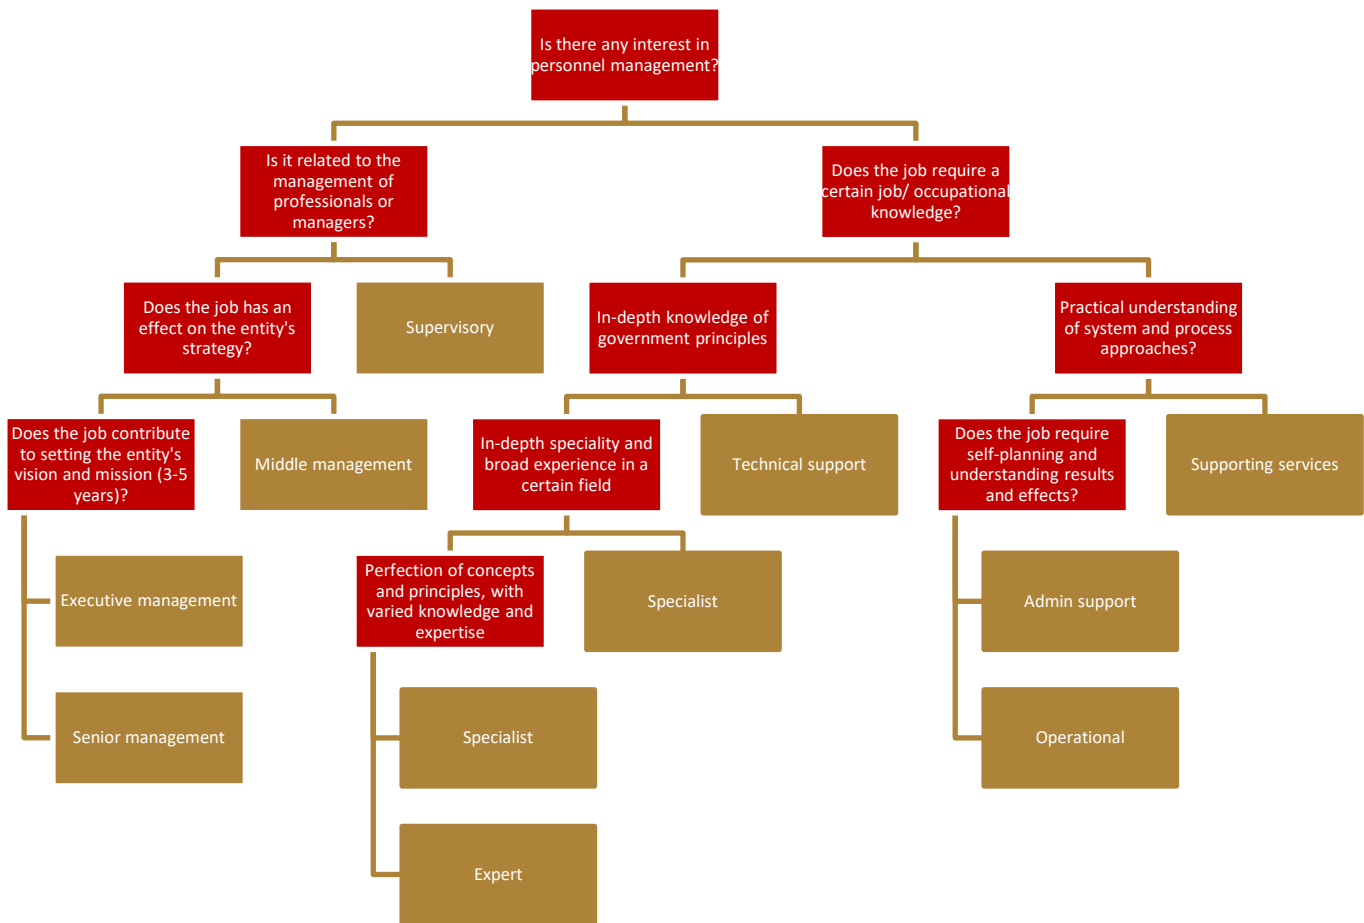 Is there any interest in
personnel management?
Is it related to the
management of
professionals or
managers?
Does the job require a
certain job/ occupational
knowledge?
Does the job has an
effect on the entity's
strategy?
Supervisory
In-depth knowledge of
government principles
Practical understanding
of system and process
approaches?
Does the job contribute
to setting the entity's
vision and mission (3-5
years)?
Middle management
In-depth speciality and
broad experience in a
certain field
Technical support
Does the job require
self-planning and
understanding results
and effects?
Supporting services
Executive management
Perfection of concepts
and principles, with
varied knowledge and
expertise
Specialist
Admin support
Senior management
Specialist
Operational
Expert